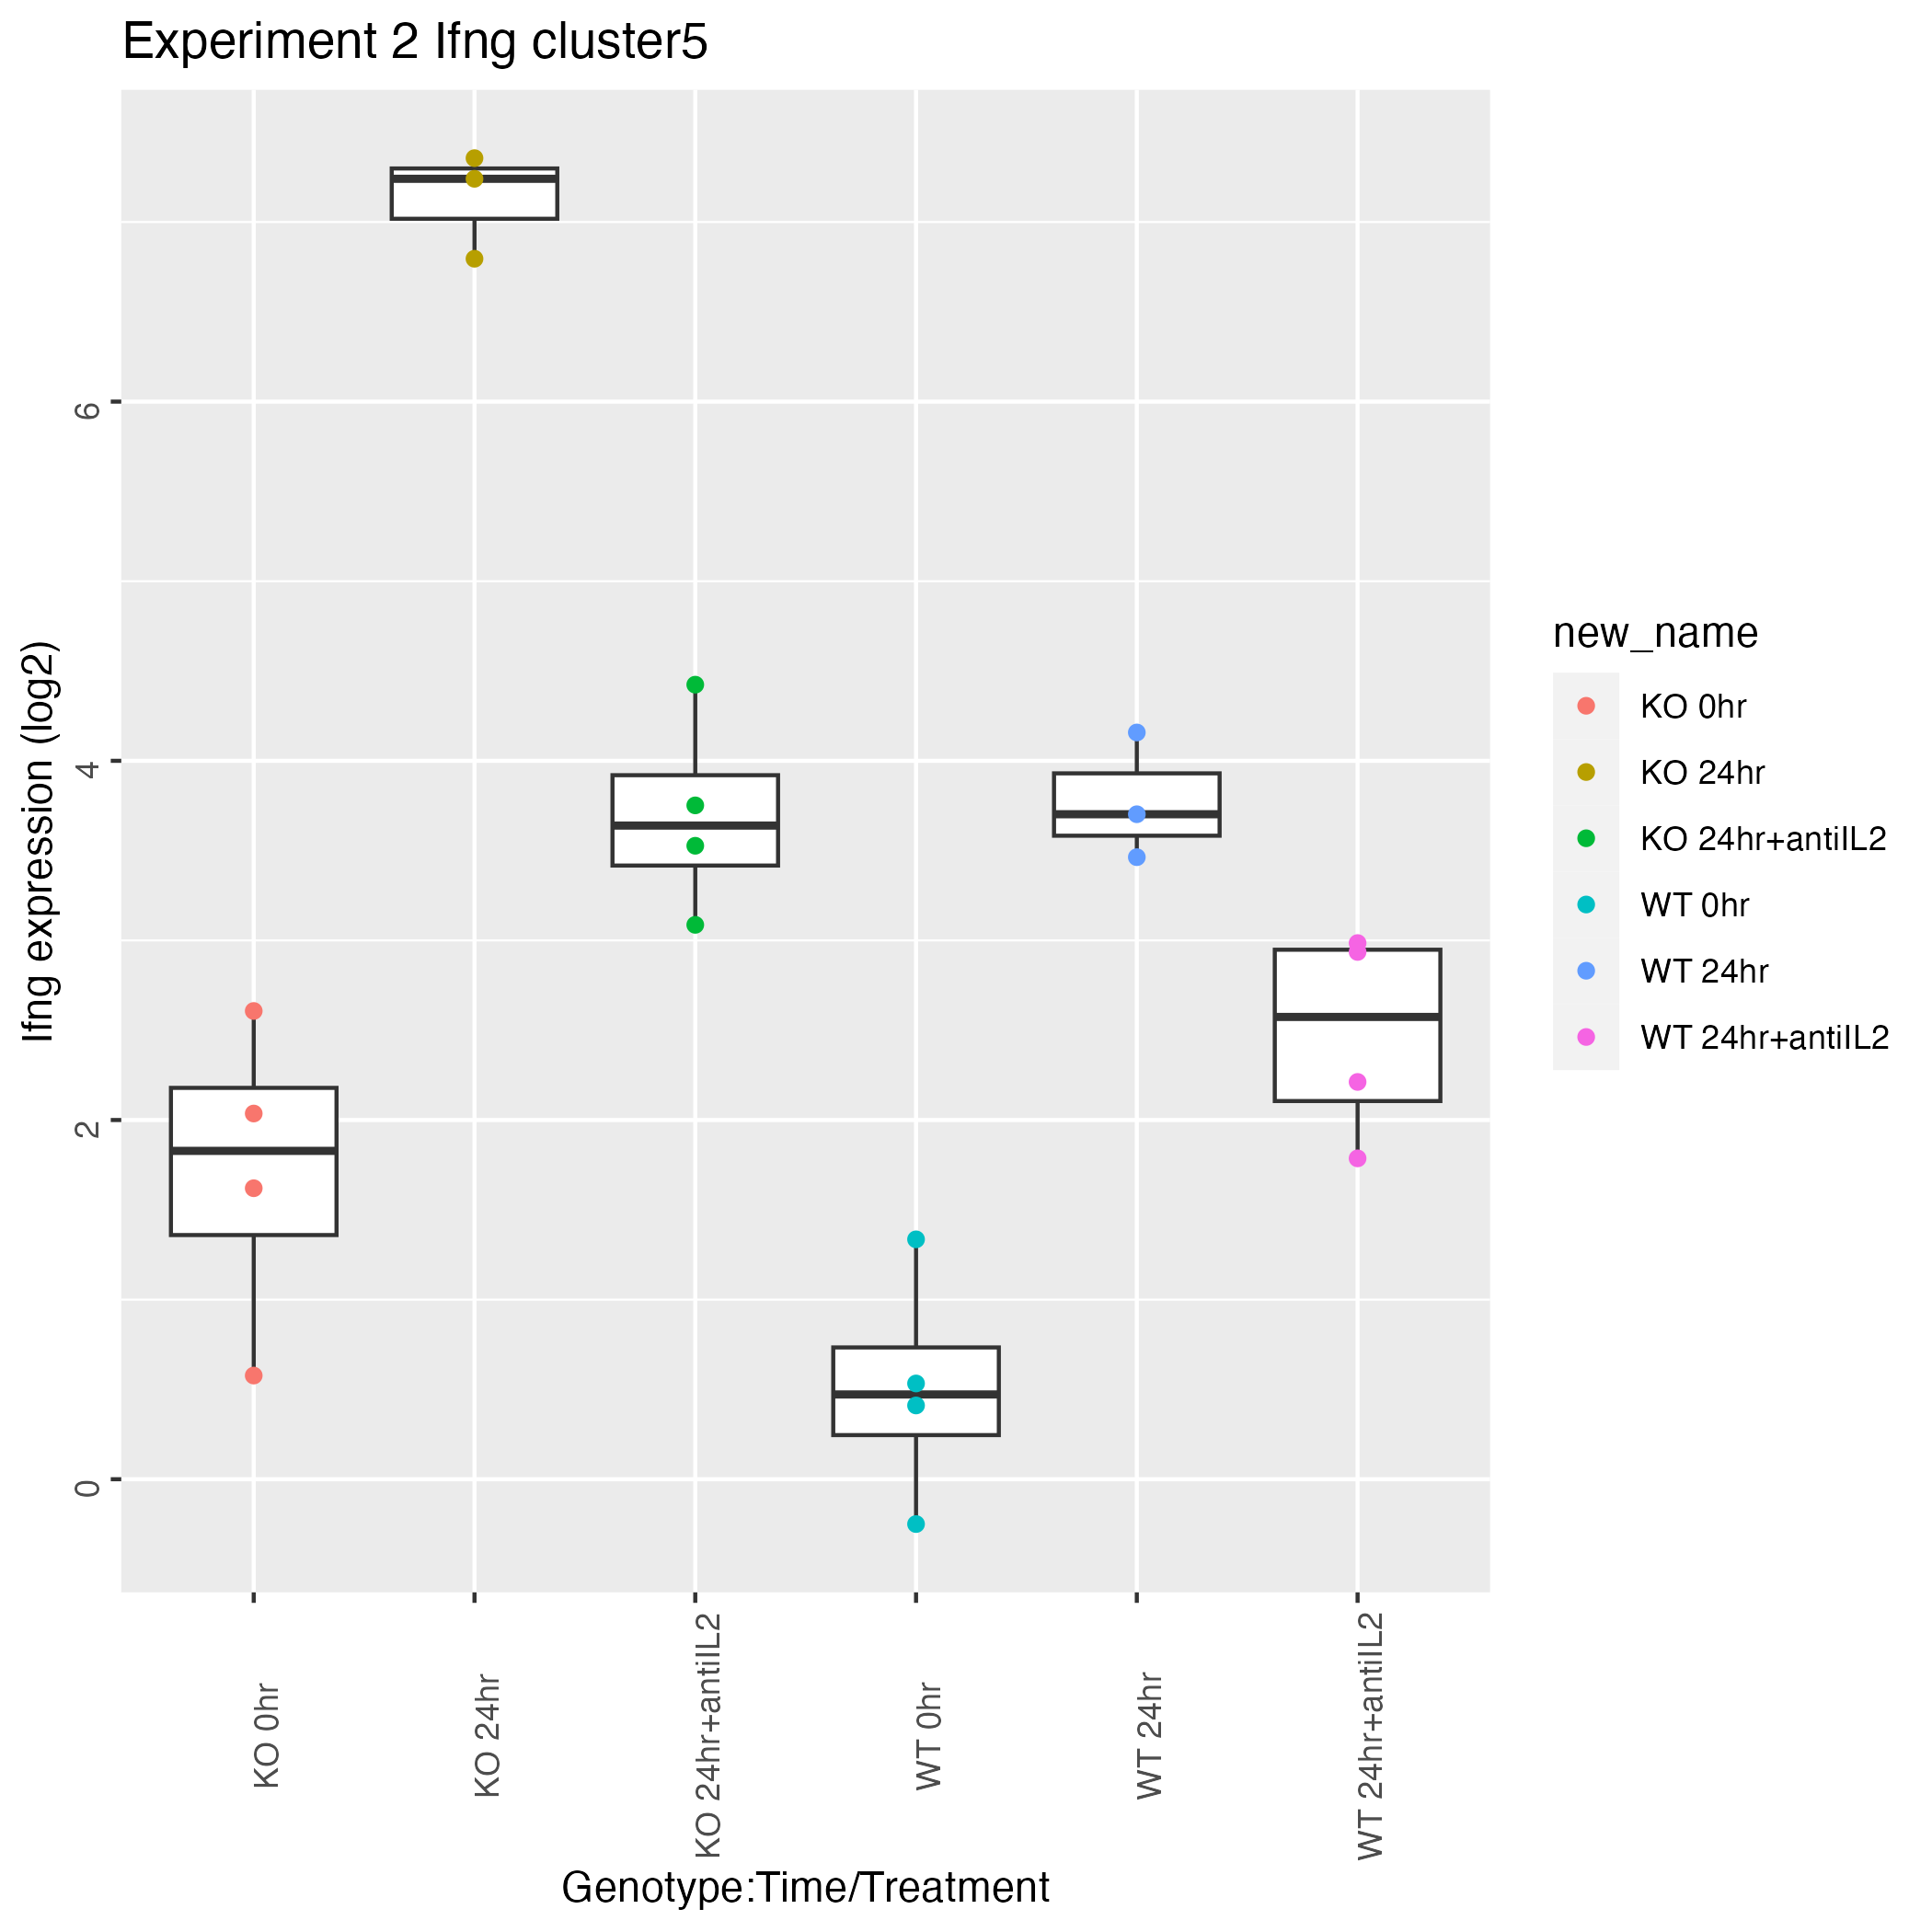 Experiment 2 Ifng cluster5
Ifng expression (log2)
6
4
2
0
KO 0hr
KO 24hr
KO 24hr+antiIL2
WT 0hr
WT 24hr
WT 24hr+antiIL2
Genotype:Time/Treatment
new_name
KO 0hr
KO 24hr
KO 24hr+antiIL2
WT 0hr
WT 24hr
WT 24hr+antiIL2